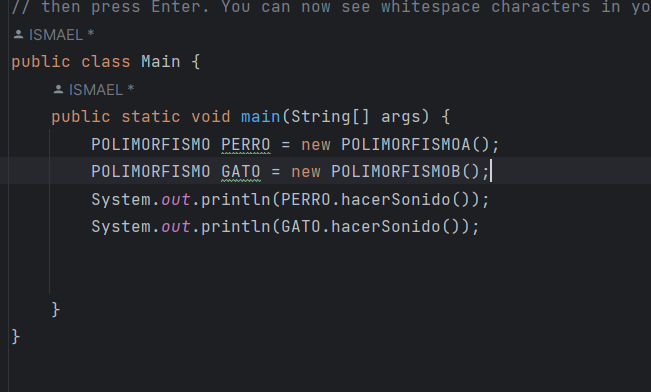 // then press Enter. You can now see whitespace characters in yo
ISMAEL *
public class Main {
ISMAEL *
public static void main(String[] args) {
POLIMORFISMO PERRO = new POLIMORFISMOA();
POLIMORFISMO GATO = new POLIMORFISMOB();
System.out.println(PERRO.hacerSonido());
System.out.println(GATO.hacerSonido());
}
}